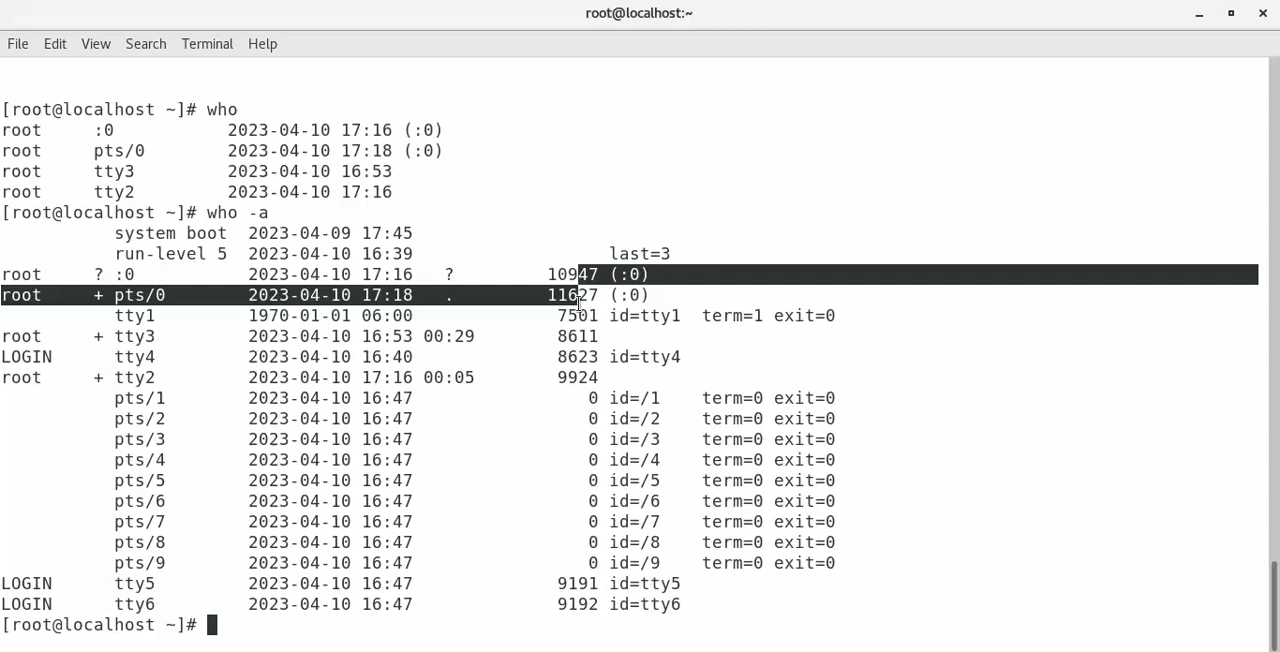 root@localhost:~
File Edit View Search Terminal Help
[root@localhost ~]# who
root     :0           2023-04-10 17:16 (:0)
root     pts/0        2023-04-10 17:18 (:0)
root     tty3         2023-04-10 16:53
root     tty2         2023-04-10 17:16
[root@localhost ~]# who -a
           system boot  2023-04-09 17:45
           run-level 5  2023-04-10 16:39                   last=3
root     ? :0           2023-04-10 17:16   ?         10947 (:0)
root     + pts/0        2023-04-10 17:18   .         11627 (:0)
           tty1         1970-01-01 06:00              7501 id=tty1  term=1 exit=0
root     + tty3         2023-04-10 16:53 00:29        8611
LOGIN      tty4         2023-04-10 16:40              8623 id=tty4
root     + tty2         2023-04-10 17:16 00:05        9924
           pts/1        2023-04-10 16:47                 0 id=/1    term=0 exit=0
           pts/2        2023-04-10 16:47                 0 id=/2    term=0 exit=0
           pts/3        2023-04-10 16:47                 0 id=/3    term=0 exit=0
           pts/4        2023-04-10 16:47                 0 id=/4    term=0 exit=0
           pts/5        2023-04-10 16:47                 0 id=/5    term=0 exit=0
           pts/6        2023-04-10 16:47                 0 id=/6    term=0 exit=0
           pts/7        2023-04-10 16:47                 0 id=/7    term=0 exit=0
           pts/8        2023-04-10 16:47                 0 id=/8    term=0 exit=0
           pts/9        2023-04-10 16:47                 0 id=/9    term=0 exit=0
LOGIN      tty5         2023-04-10 16:47              9191 id=tty5
LOGIN      tty6         2023-04-10 16:47              9192 id=tty6
[root@localhost ~]#